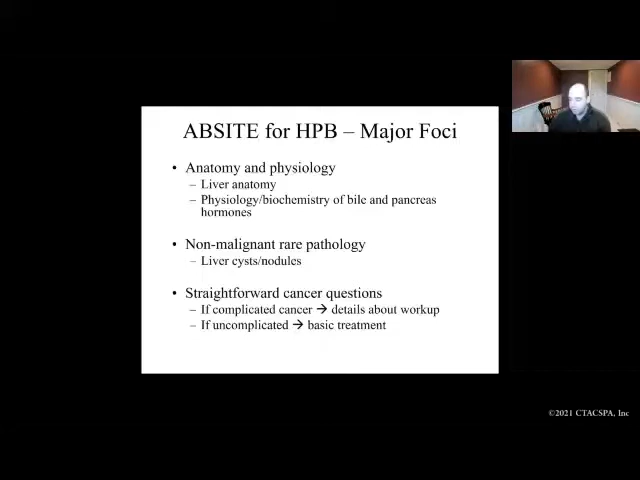 ABSITE for HPB – Major Foci
• Anatomy and physiology
– Liver anatomy
– Physiology/biochemistry of bile and pancreas
hormones
• Non-malignant rare pathology
– Liver cysts/nodules
• Straightforward cancer questions
– If complicated cancer → details about workup
– If uncomplicated → basic treatment
©2021 CTACSPA, Inc